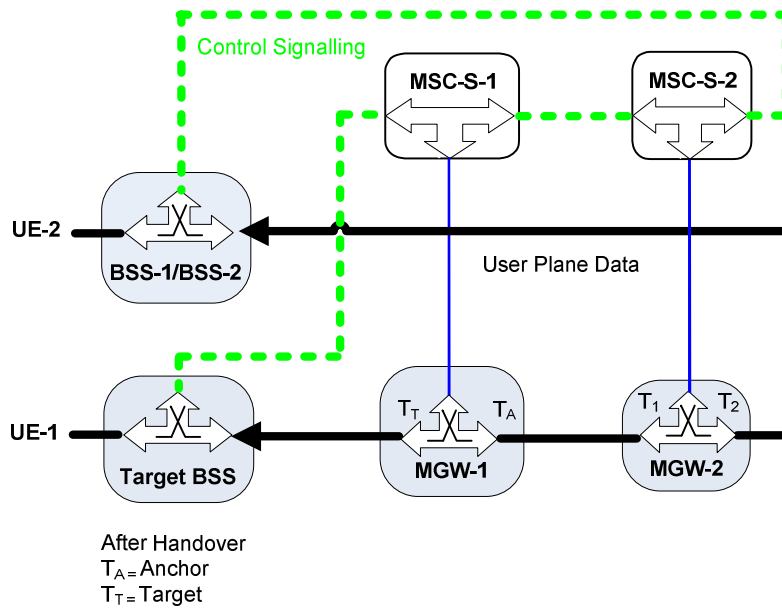 Control Signalling
MSC-S-1
MSC-S-2
UE-2
BSS-1/BSS-2
User Plane Data
UE-1
Target BSS
TT
TA
MGW-1
T1
T2
MGW-2
After Handover
TA= Anchor
TT= Target